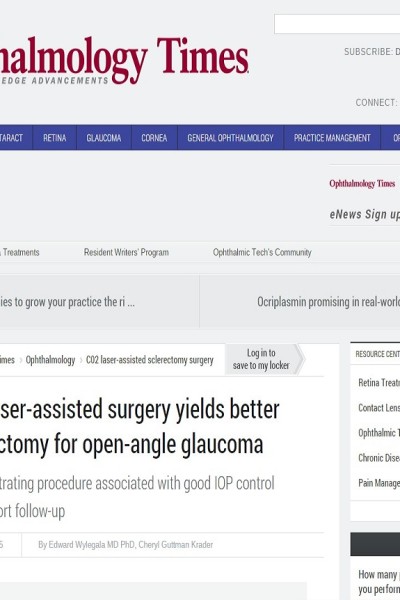 halmology Times
EDGE ADVANCEMENTS
SUBSCRIBE: D
CONNECT:
TARACT RETINA GLAUCOMA CORNEA GENERAL OPHTHALMOLOGY PRACTICE MANAGEMENT OP
Ophthalmology Times
eNews Sign up
Treatments Resident Writers' Program Ophthalmic Tech's Community
ies to grow your practice the ri ... Ocriplasmin promising in real-world
imes > Ophthalmology > C02 laser-assisted sclerectomy surgery
Log in to
save to my locker
RESOURCE CENT
ser-assisted surgery yields better
ectomy for open-angle glaucoma
trating procedure associated with good IOP control
ort follow-up
5 By Edward Wylegala MD PhD, Cheryl Guttman Krader
Retina Treat
Contact Lens
Ophthalmic T
Chronic Dise
Pain Manage
How many p
you perform